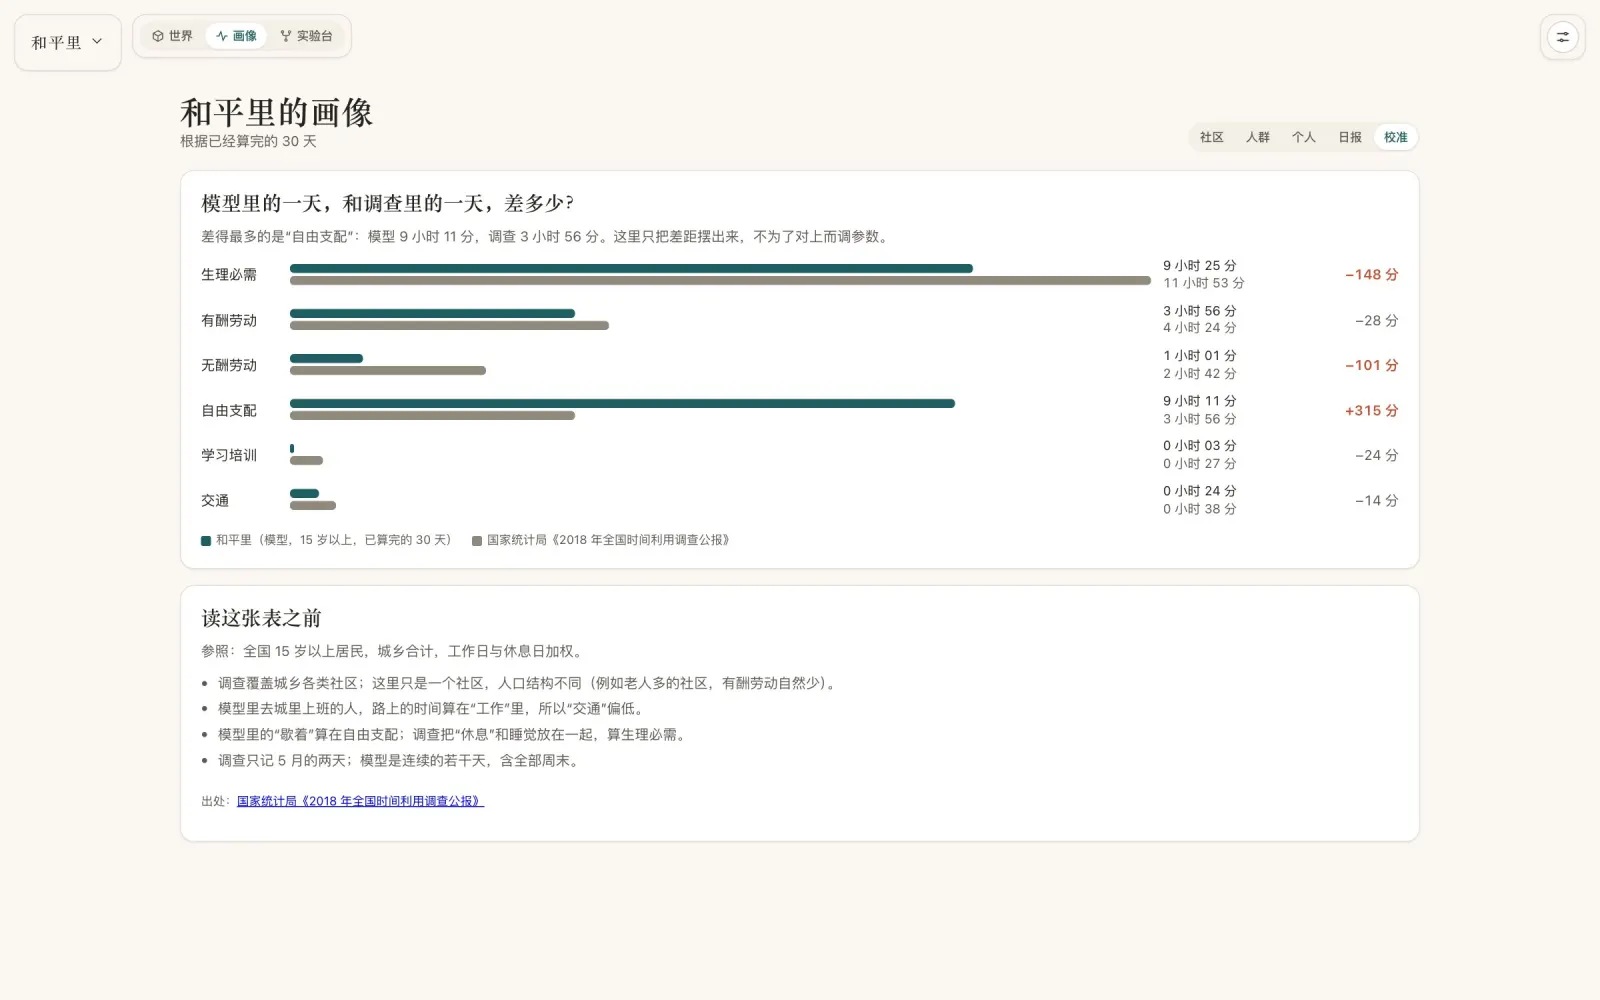 和平里
世界
画像
实验台
和平里的画像
根据已经算完的 30 天
社区
人群
个人
日报
校准
模型里的一天，和调查里的一天，差多少？
差得最多的是“自由支配”：模型 9 小时 11 分，调查 3 小时 56 分。这里只把差距摆出来，不为了对上而调参数。
生理必需
9 小时 25 分
11 小时 53 分
−148 分
有酬劳动
3 小时 56 分
4 小时 24 分
−28 分
无酬劳动
1 小时 01 分
2 小时 42 分
−101 分
自由支配
9 小时 11 分
3 小时 56 分
+315 分
学习培训
0 小时 03 分
0 小时 27 分
−24 分
交通
0 小时 24 分
0 小时 38 分
−14 分
和平里（模型，15 岁以上，已算完的 30 天）
国家统计局《2018 年全国时间利用调查公报》
读这张表之前
参照：全国 15 岁以上居民，城乡合计，工作日与休息日加权。
• 调查覆盖城乡各类社区；这里只是一个社区，人口结构不同（例如老人多的社区，有酬劳动自然少）。
• 模型里去城里上班的人，路上的时间算在“工作”里，所以“交通”偏低。
• 模型里的“歇着”算在自由支配；调查把“休息”和睡觉放在一起，算生理必需。
• 调查只记 5 月的两天；模型是连续的若干天，含全部周末。
出处：国家统计局《2018 年全国时间利用调查公报》